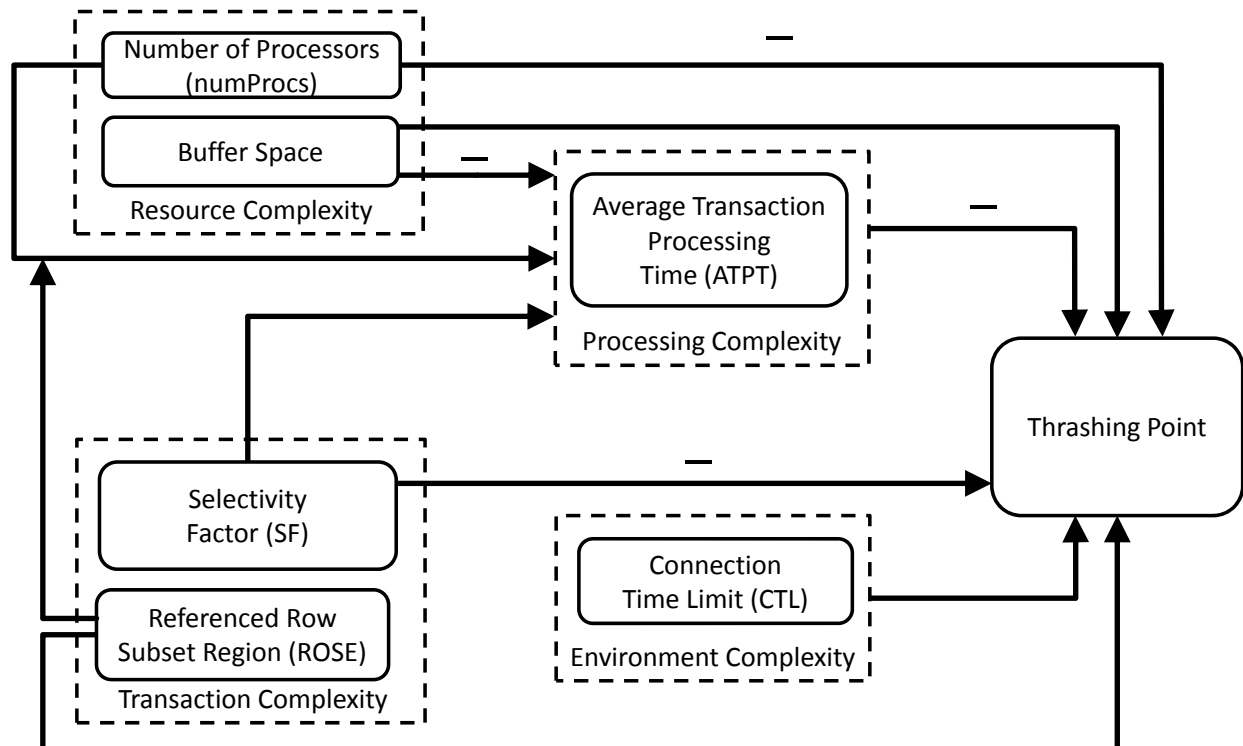 Number of Processors
(numProcs)
Buffer Space
Resource Complexity
Average Transaction
Processing
Time (ATPT)
Processing Complexity
Thrashing Point
Selectivity
Factor (SF)
Referenced Row
Subset Region (ROSE)
Transaction Complexity
Connection
Time Limit (CTL)
Environment Complexity